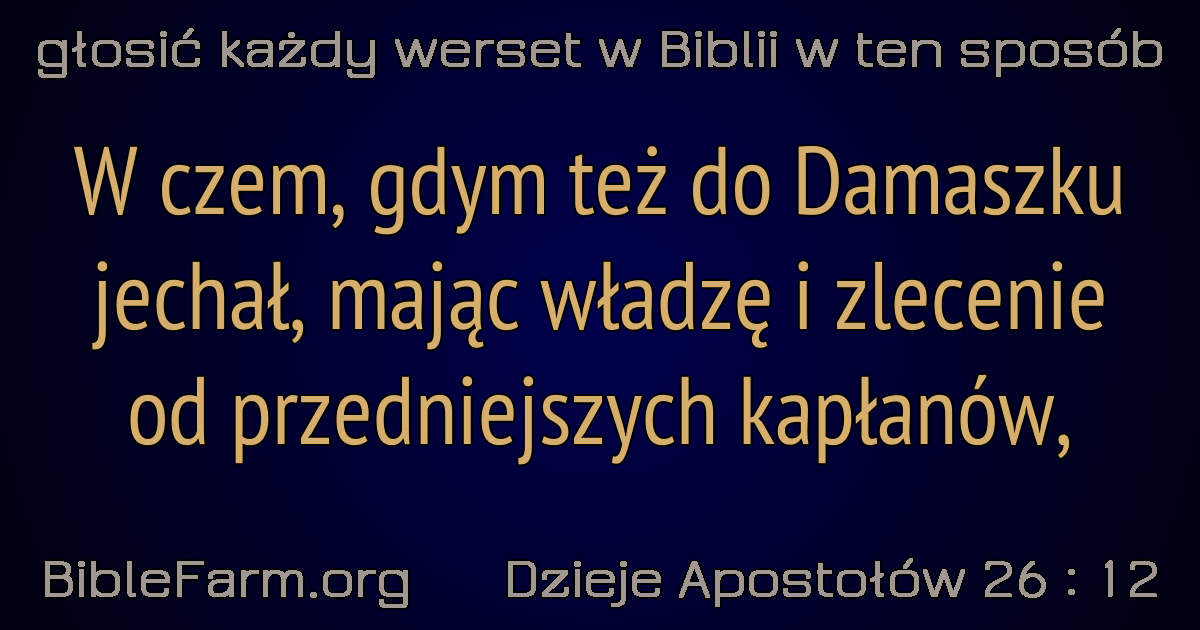 głosić każdy werset w Biblii w ten sposób
W czem, gdym też do Damaszku
jechał, mając władzę i zlecenie
od przedniejszych kapłanów,
BibleFarm.org
Dzieje Apostołów 26 : 12